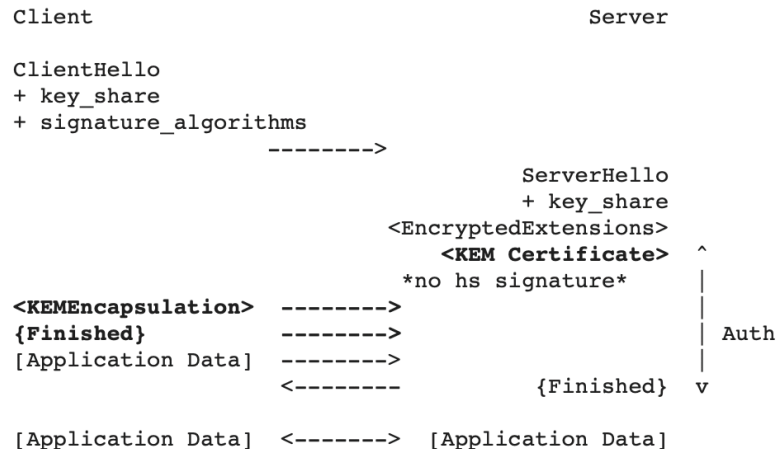 Client Server
ClientHello
+ key_share
+ signature_algorithms
-------->
ServerHello
+ key_share
<EncryptedExtensions>
<KEM Certificate> ^
*no hs signature* |
<KEMEncapsulation> --------> |
{Finished} --------> | Auth
[Application Data] --------> |
<-------- {Finished} v
[Application Data] <-------> [Application Data]